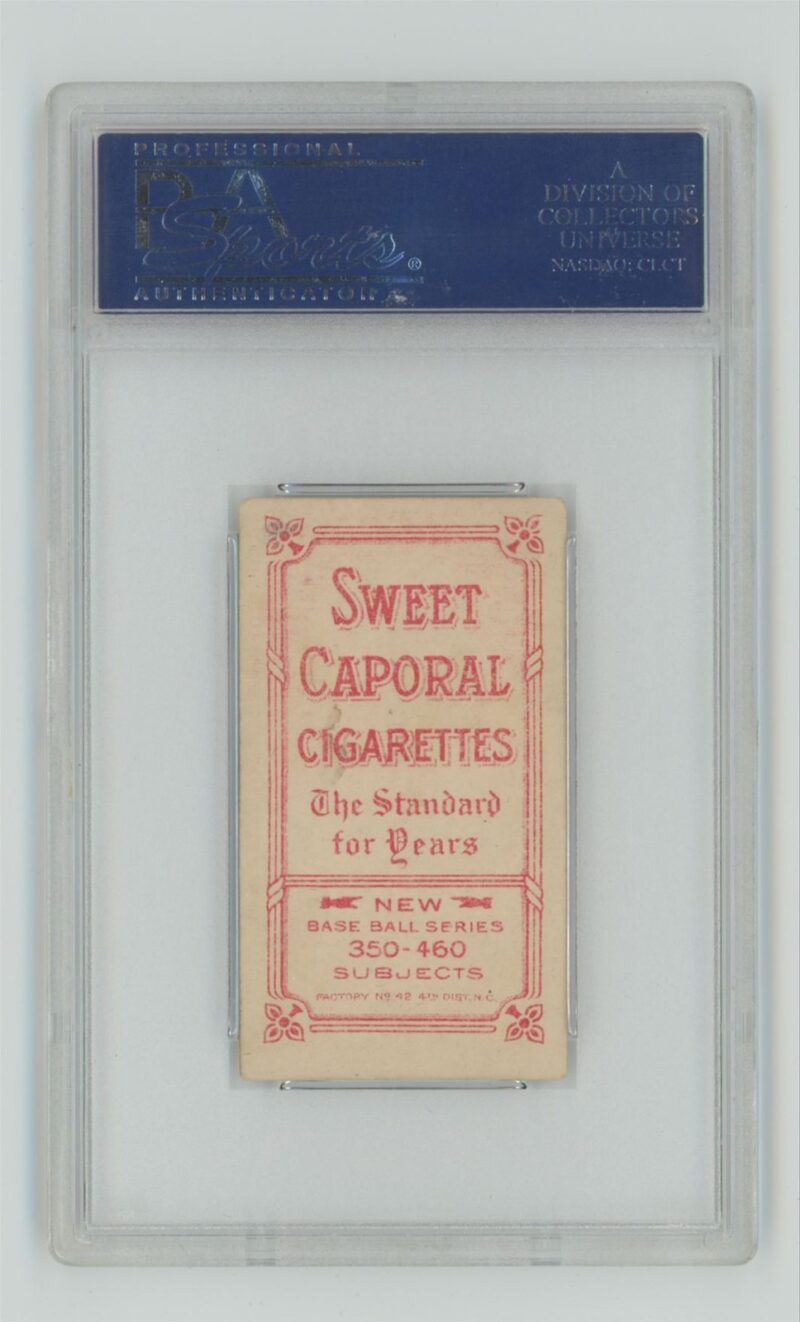 PROFESSIONAL
PSA
Sports®
AUTHENTICATOR
A
DIVISION OF
COLLECTORS
UNIVERSE
NASDAQ: CLCT
SWEET
CAPORAL
CIGARETTES
The Standard
for Years
NEW
BASE BALL SERIES
350-460
SUBJECTS
FACTORY Nº 42 4TH DIST. N.C.